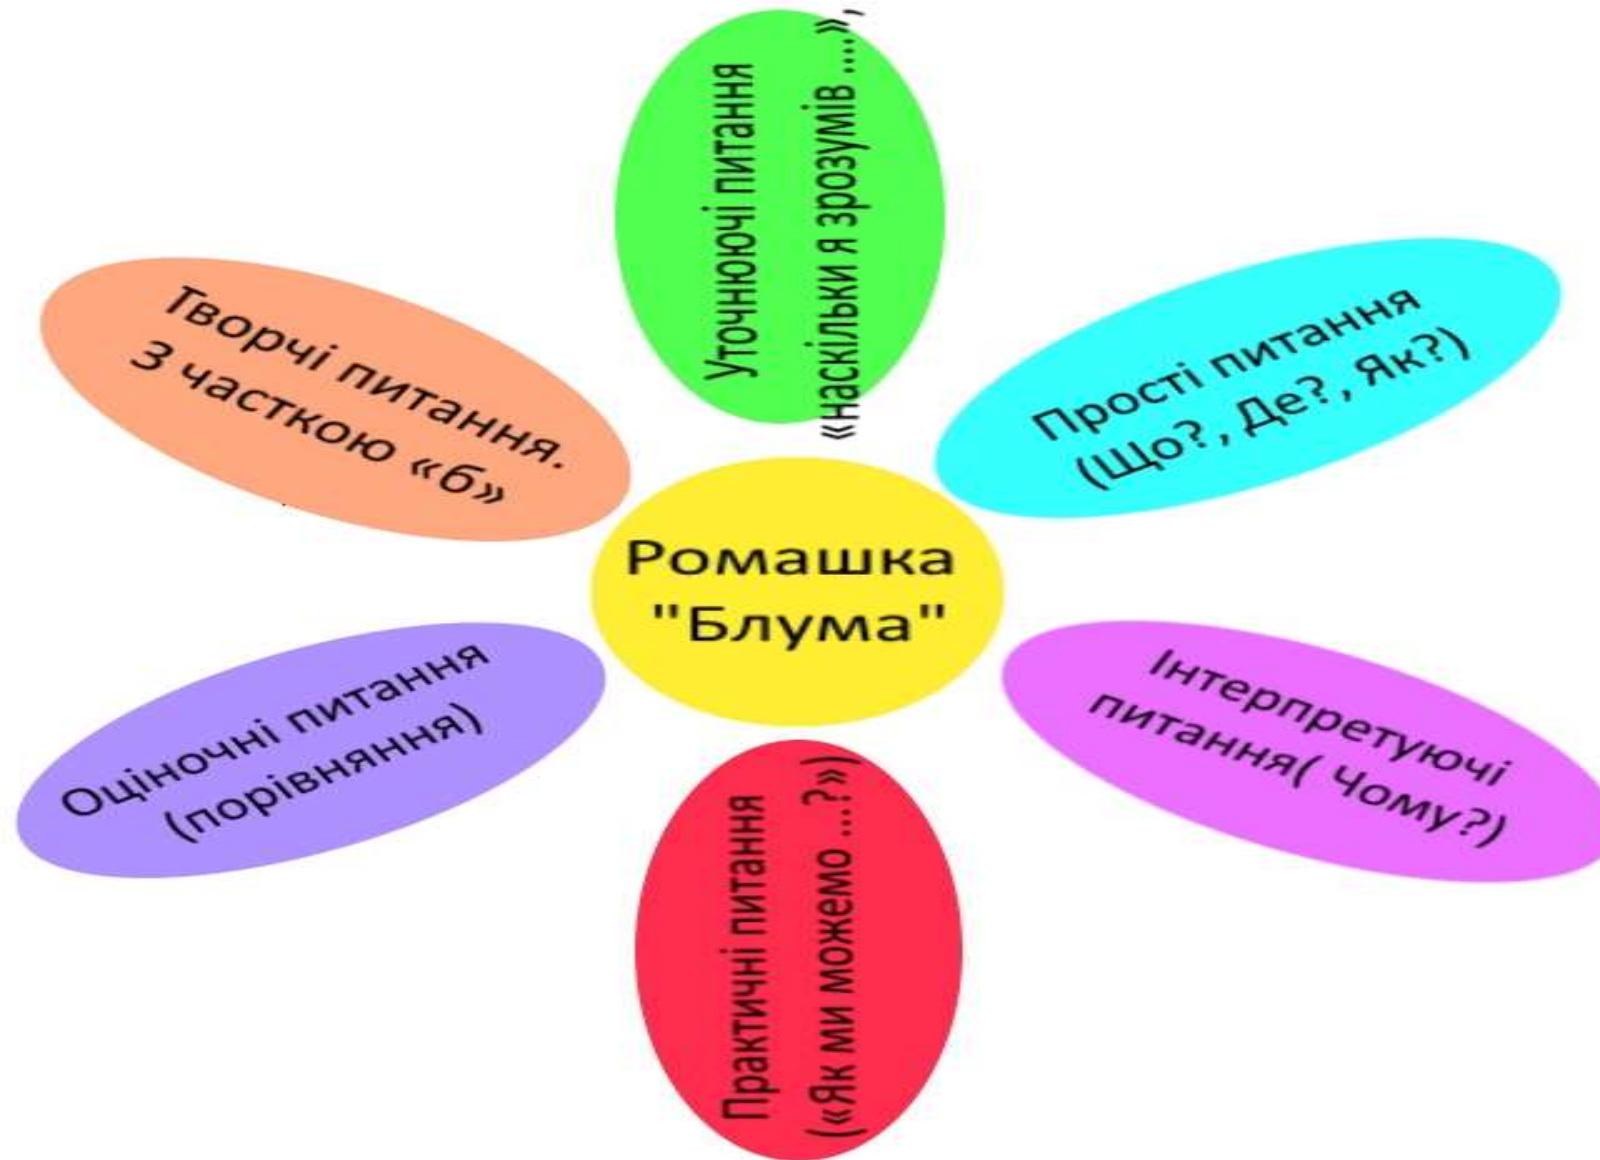 Уточнюючі питання
«наскільки я зрозумів ....»,
Прості питання
(Що?, Де?, Як?)
Інтерпретуючі
питання( Чому?)
Практичні питання
(«Як ми можемо ...?»)
Оціночні питання
(порівняння)
Творчі питання.
З часткою «б»
Ромашка
"Блума"